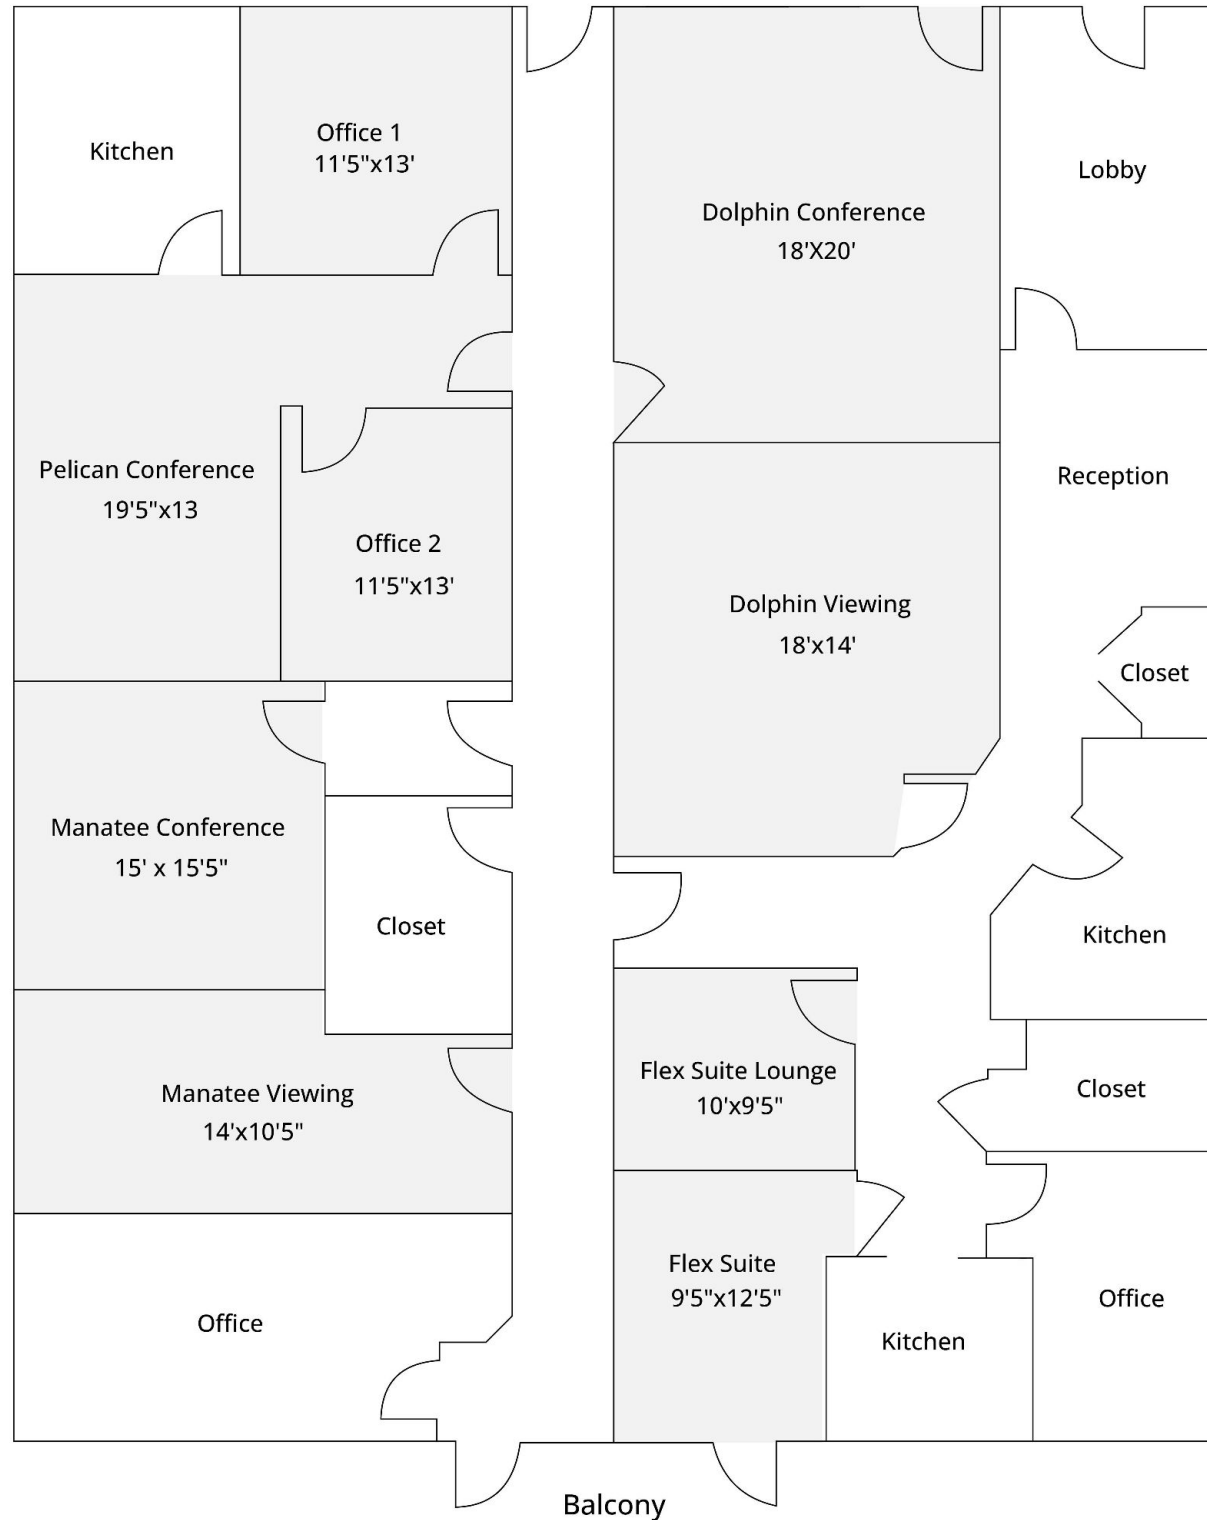 Kitchen
Office 1
11'5"x13'
Dolphin Conference
18'X20'
Lobby
Pelican Conference
19'5"x13
Office 2
11'5"x13'
Reception
Dolphin Viewing
18'x14'
Closet
Manatee Conference
15' x 15'5"
Closet
Kitchen
Manatee Viewing
14'x10'5"
Flex Suite Lounge
10'x9'5"
Closet
Office
Flex Suite
9'5"x12'5"
Kitchen
Office
Balcony